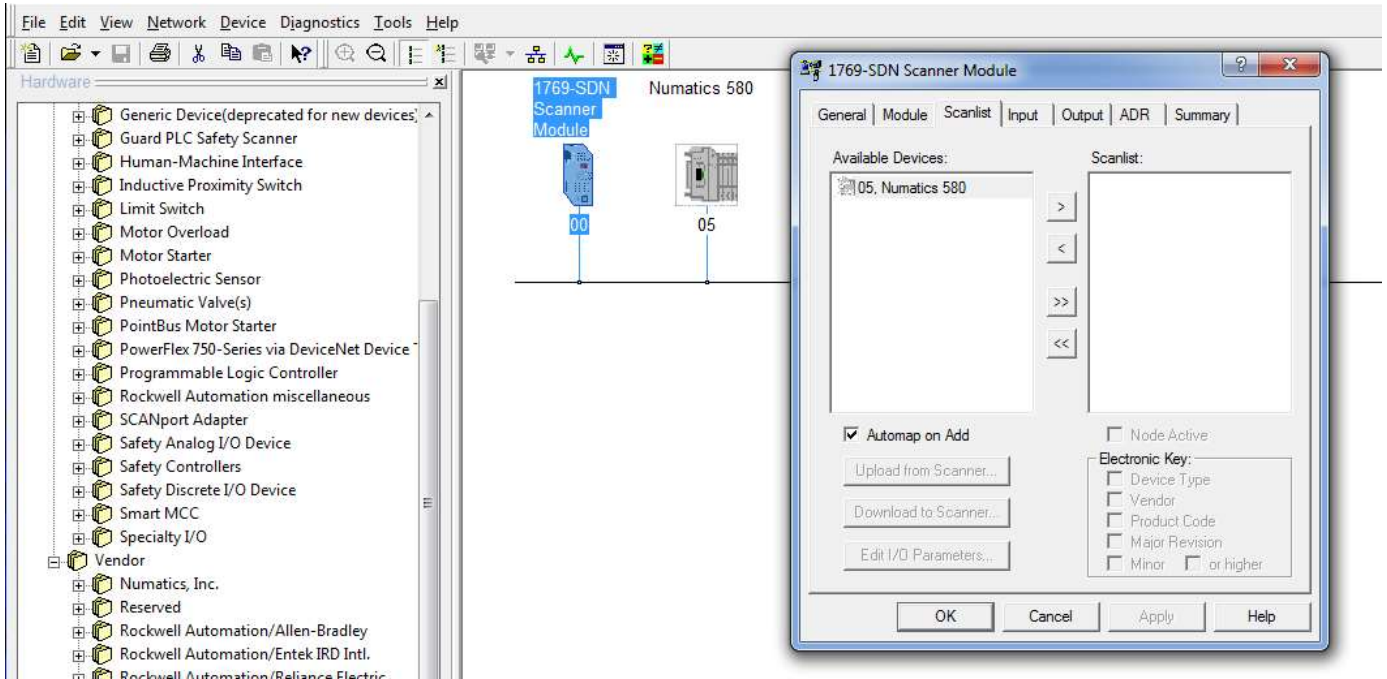 File Edit View Network Device Diagnostics Tools Help
Hardware
Generic Device(deprecated for new devices)
Guard PLC Safety Scanner
Human-Machine Interface
Inductive Proximity Switch
Limit Switch
Motor Overload
Motor Starter
Photoelectric Sensor
Pneumatic Valve(s)
PointBus Motor Starter
PowerFlex 750-Series via DeviceNet Device
Programmable Logic Controller
Rockwell Automation miscellaneous
SCANport Adapter
Safety Analog I/O Device
Safety Controllers
Safety Discrete I/O Device
Smart MCC
Specialty I/O
Vendor
Numatics, Inc.
Reserved
Rockwell Automation/Allen-Bradley
Rockwell Automation/Entek IRD Intl.
Rockwell Automation/Reliance Electric
1769-SDN
Scanner
Module
00
Numatics 580
05
1769-SDN Scanner Module
General Module Scanlist Input Output ADR Summary
Available Devices:
05, Numatics 580
>
<
>>
<<
Scanlist:
Automap on Add
Upload from Scanner...
Download to Scanner...
Edit I/O Parameters...
Node Active
Electronic Key:
Device Type
Vendor
Product Code
Major Revision
Minor or higher
OK Cancel Apply Help